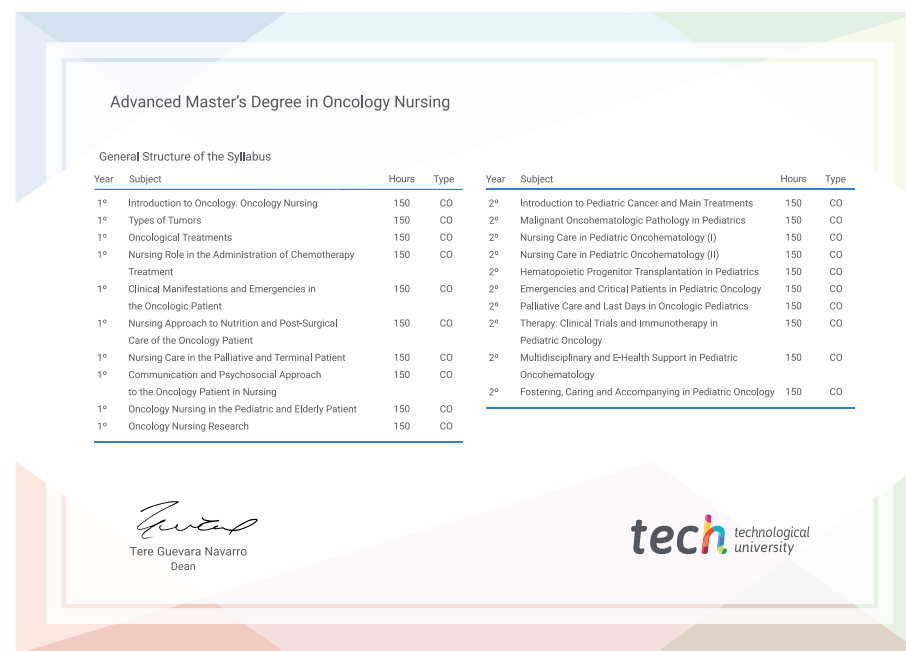 Advanced Master's Degree in Oncology Nursing
General Structure of the Syllabus
Year Subject Hours Type
1º Introduction to Oncology. Oncology Nursing 150 CO
1º Types of Tumors 150 CO
1º Oncological Treatments 150 CO
1º Nursing Role in the Administration of Chemotherapy 150 CO
Treatment
1º Clinical Manifestations and Emergencies in 150 CO
the Oncologic Patient
1º Nursing Approach to Nutrition and Post-Surgical 150 CO
Care of the Oncology Patient
1º Nursing Care in the Palliative and Terminal Patient 150 CO
1º Communication and Psychosocial Approach 150 CO
to the Oncology Patient in Nursing
1º Oncology Nursing in the Pediatric and Elderly Patient 150 CO
1º Oncology Nursing Research 150 CO
Year Subject Hours Type
2º Introduction to Pediatric Cancer and Main Treatments 150 CO
2º Malignant Oncohematologic Pathology in Pediatrics 150 CO
2º Nursing Care in Pediatric Oncohematology (I) 150 CO
2º Nursing Care in Pediatric Oncohematology (II) 150 CO
2º Hematopoietic Progenitor Transplantation in Pediatrics 150 CO
2º Emergencies and Critical Patients in Pediatric Oncology 150 CO
2º Palliative Care and Last Days in Oncologic Pediatrics 150 CO
2º Therapy: Clinical Trials and Immunotherapy in 150 CO
Pediatric Oncology
2º Multidisciplinary and E-Health Support in Pediatric 150 CO
Oncohematology
2º Fostering, Caring and Accompanying in Pediatric Oncology 150 CO
Tere Guevara Navarro
Dean
tech technological
university